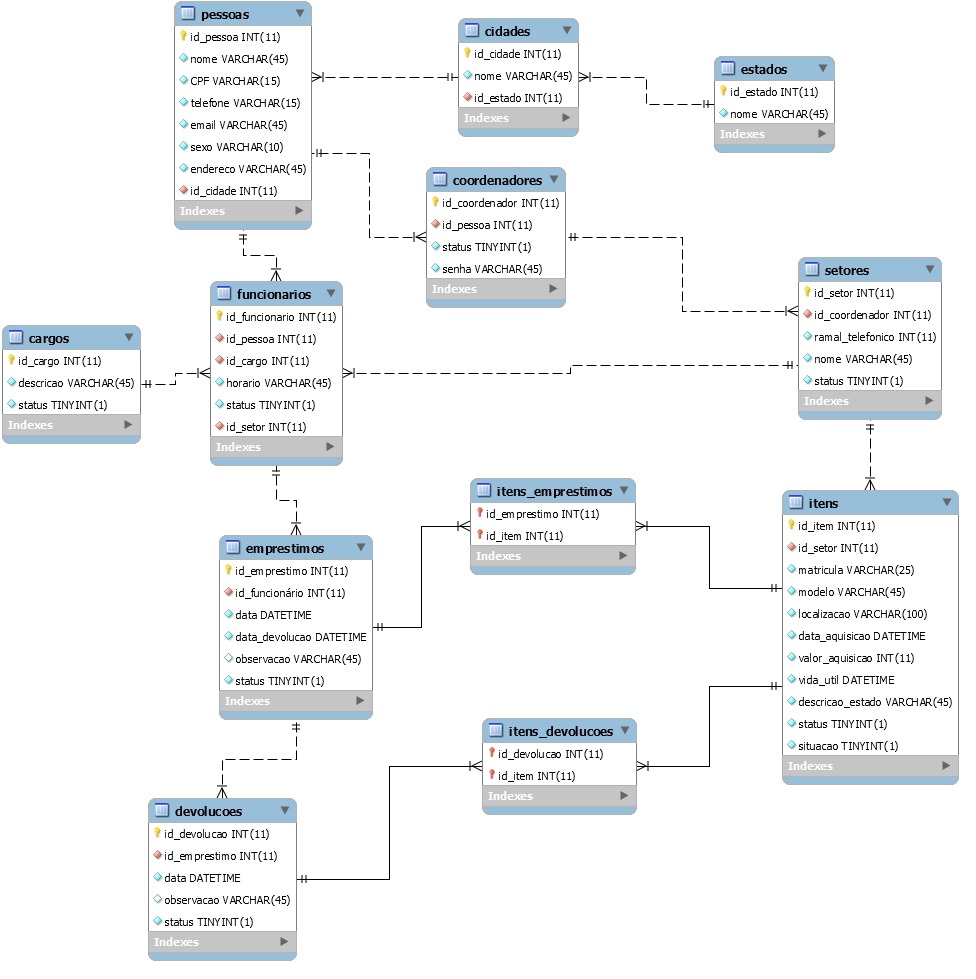 pessoas
id_pessoa INT(11)
nome VARCHAR(45)
CPF VARCHAR(15)
telefone VARCHAR(15)
email VARCHAR(45)
sexo VARCHAR(10)
endereco VARCHAR(45)
id_cidade INT(11)
Indexes
cidades
id_cidade INT(11)
nome VARCHAR(45)
id_estado INT(11)
Indexes
estados
id_estado INT(11)
nome VARCHAR(45)
Indexes
coordenadores
id_coordenador INT(11)
id_pessoa INT(11)
status TINYINT(1)
senha VARCHAR(45)
Indexes
setores
id_setor INT(11)
id_coordenador INT(11)
ramal_telefonico INT(11)
nome VARCHAR(45)
status TINYINT(1)
Indexes
funcionarios
id_funcionario INT(11)
id_pessoa INT(11)
id_cargo INT(11)
horario VARCHAR(45)
status TINYINT(1)
id_setor INT(11)
Indexes
cargos
id_cargo INT(11)
descricao VARCHAR(45)
status TINYINT(1)
Indexes
itens_emprestimos
id_emprestimo INT(11)
id_item INT(11)
Indexes
itens
id_item INT(11)
id_setor INT(11)
matricula VARCHAR(25)
modelo VARCHAR(45)
localizacao VARCHAR(100)
data_aquisicao DATETIME
valor_aquisicao INT(11)
vida_util DATETIME
descricao_estado VARCHAR(45)
status TINYINT(1)
situacao TINYINT(1)
Indexes
emprestimos
id_emprestimo INT(11)
id_funcionário INT(11)
data DATETIME
data_devolucao DATETIME
observacao VARCHAR(45)
status TINYINT(1)
Indexes
itens_devolucoes
id_devolucao INT(11)
id_item INT(11)
Indexes
devolucoes
id_devolucao INT(11)
id_emprestimo INT(11)
data DATETIME
observacao VARCHAR(45)
status TINYINT(1)
Indexes